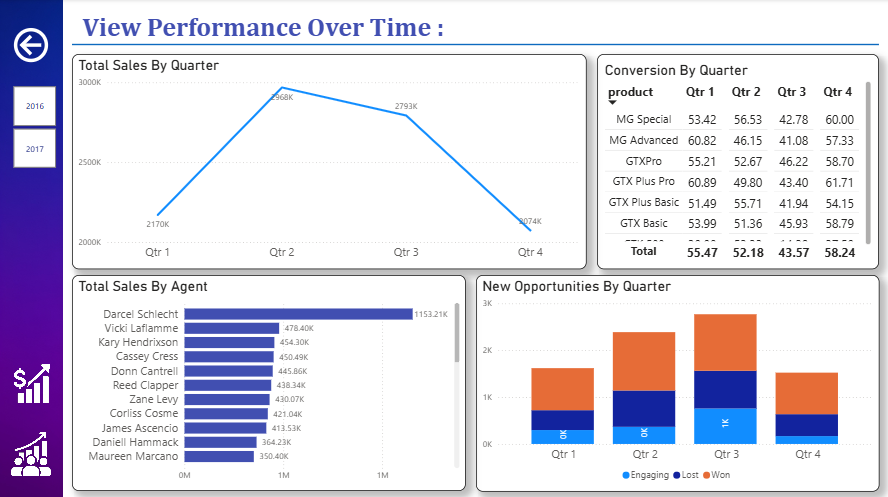 View Performance Over Time :
2016
2017
Total Sales By Quarter
3000K
2500K
2000K
2170K
2968K
2793K
2074K
Qtr 1 Qtr 2 Qtr 3 Qtr 4
Conversion By Quarter
product Qtr 1 Qtr 2 Qtr 3 Qtr 4
MG Special 53.42 56.53 42.78 60.00
MG Advanced 60.82 46.15 41.08 57.33
GTXPro 55.21 52.67 46.22 58.70
GTX Plus Pro 60.89 49.80 43.40 61.71
GTX Plus Basic 51.49 55.71 41.94 54.15
GTX Basic 53.99 51.36 45.93 58.79
Total 55.47 52.18 43.57 58.24
Total Sales By Agent
Darcel Schlecht 1153.21K
Vicki Laflamme 478.40K
Kary Hendrixson 454.30K
Cassey Cress 450.49K
Donn Cantrell 445.86K
Reed Clapper 438.34K
Zane Levy 430.07K
Corliss Cosme 421.04K
James Ascencio 413.53K
Daniell Hammack 364.23K
Maureen Marcano 350.40K
0M 1M 1M
New Opportunities By Quarter
3K
2K
1K
0K
0K 0K 1K
Qtr 1 Qtr 2 Qtr 3 Qtr 4
Engaging Lost Won